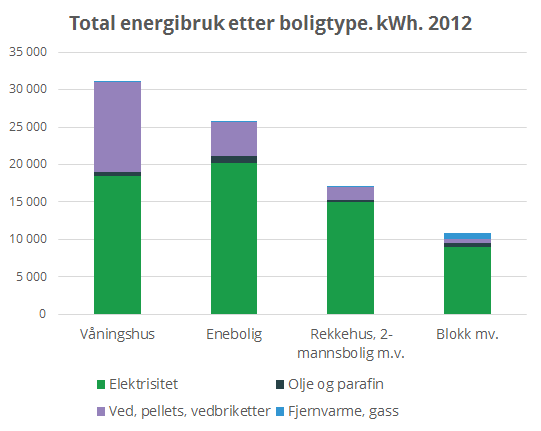 Total energibruk etter boligtype. kWh. 2012
35 000
30 000
25 000
20 000
15 000
10 000
5 000
0
Våningshus
Enebolig
Rekkehus, 2-
mannsbolig m.v.
Blokk mv.
Elektrisitet
Olje og parafin
Ved, pellets, vedbriketter
Fjernvarme, gass